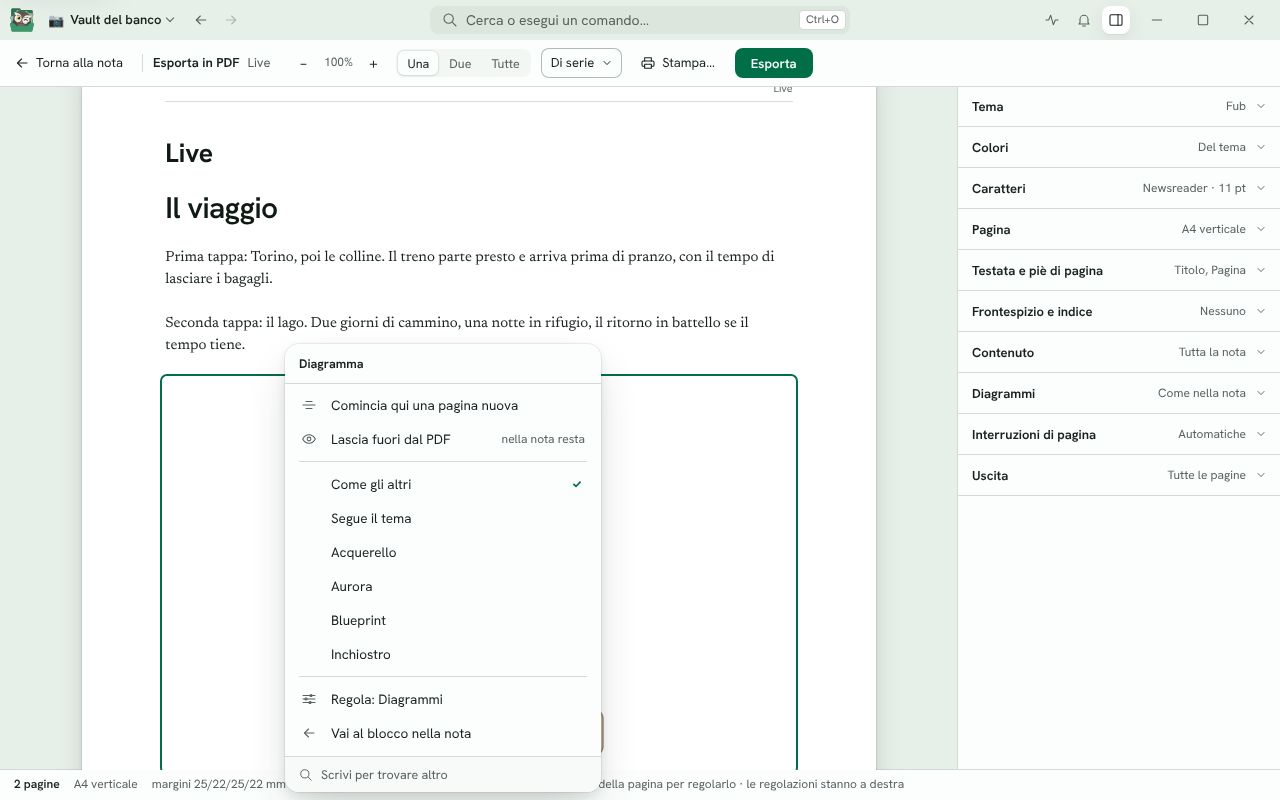 Vault del banco
Cerca o esegui un comando...
Ctrl+O
Torna alla nota
Esporta in PDF Live
− 100% +
Una Due Tutte
Di serie
Stampa...
Esporta
Live
Live
Il viaggio
Prima tappa: Torino, poi le colline. Il treno parte presto e arriva prima di pranzo, con il tempo di
lasciare i bagagli.
Seconda tappa: il lago. Due giorni di cammino, una notte in rifugio, il ritorno in battello se il
tempo tiene.
Diagramma
Comincia qui una pagina nuova
Lascia fuori dal PDF nella nota resta
Come gli altri
Segue il tema
Acquerello
Aurora
Blueprint
Inchiostro
Regola: Diagrammi
Vai al blocco nella nota
Scrivi per trovare altro
Tema Fub
Colori Del tema
Caratteri Newsreader · 11 pt
Pagina A4 verticale
Testata e piè di pagina Titolo, Pagina
Frontespizio e indice Nessuno
Contenuto Tutta la nota
Diagrammi Come nella nota
Interruzioni di pagina Automatiche
Uscita Tutte le pagine
2 pagine A4 verticale margini 25/22/25/22 mm della pagina per regolarlo · le regolazioni stanno a destra